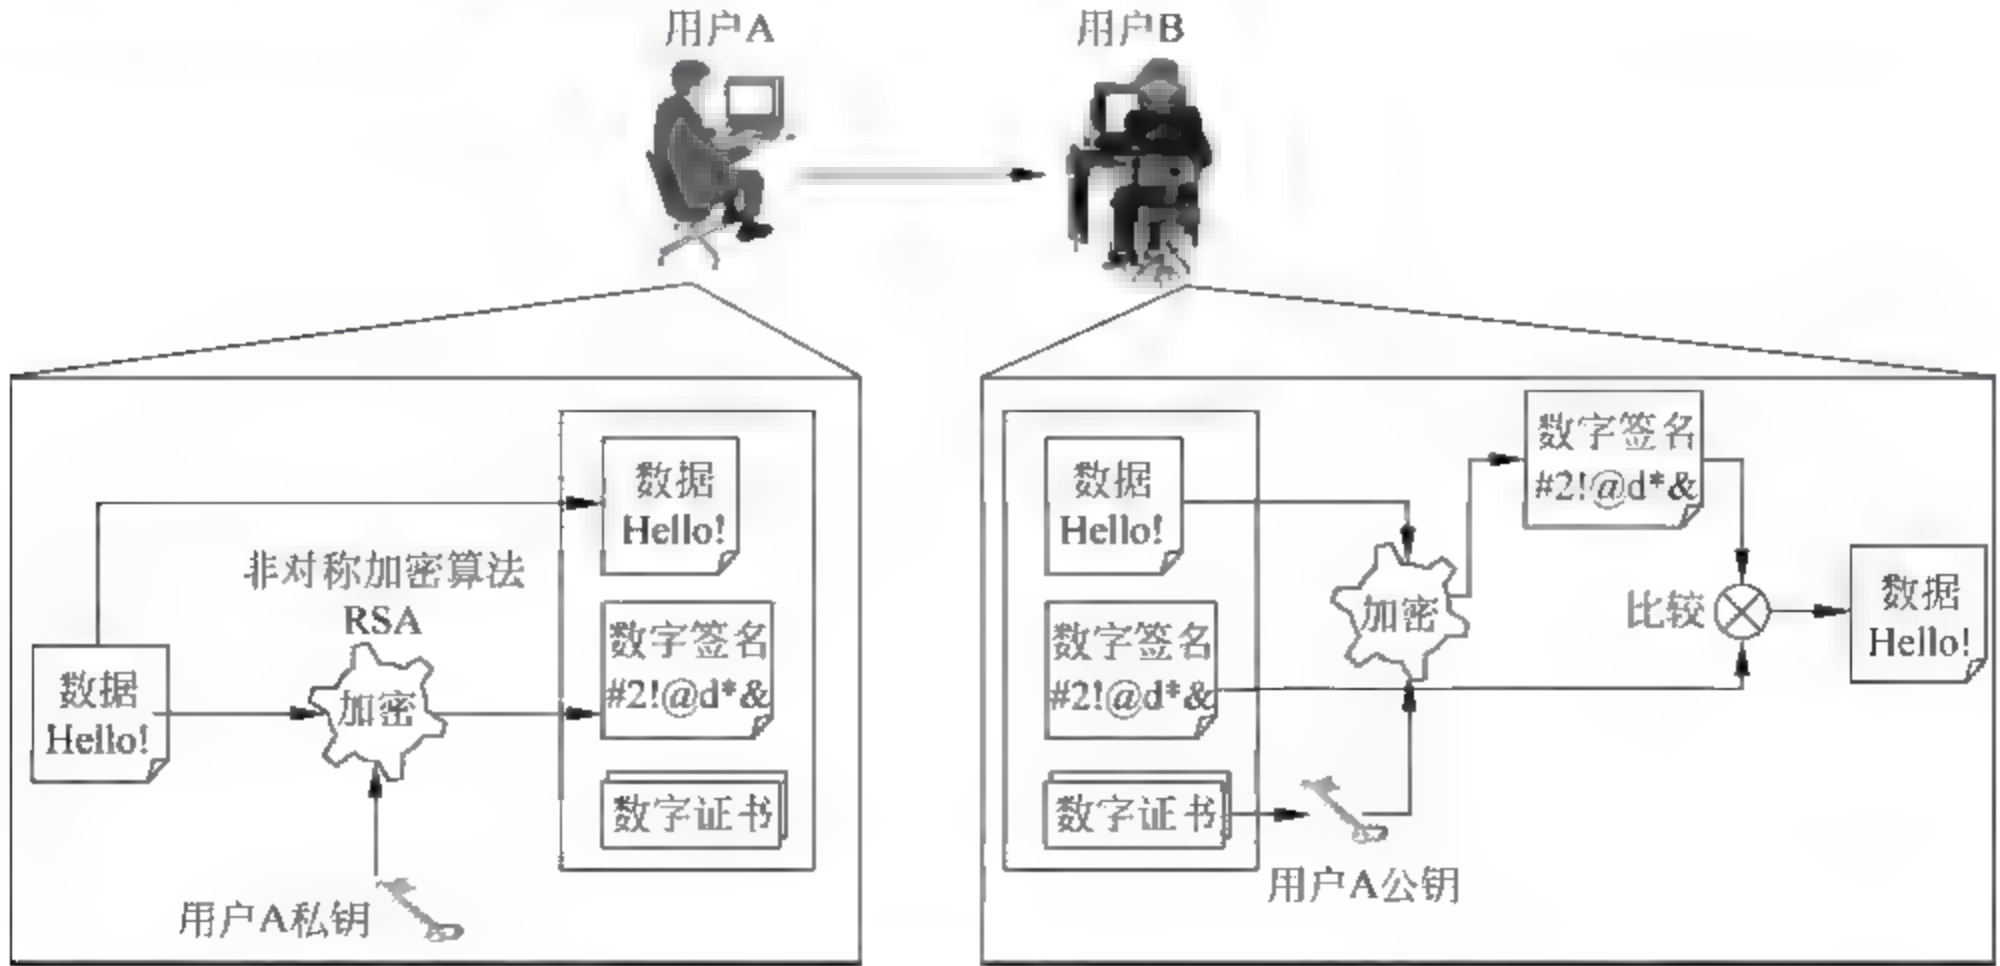 用户A
用户B
数据
Hello!
非对称加密算法
RSA
加密
用户A私钥
数据
Hello!
数字签名
#2!@d*&
数字证书
数据
Hello!
数字签名
#2!@d*&
数字证书
用户A公钥
加密
数字签名
#2!@d*&
比较
数据
Hello!